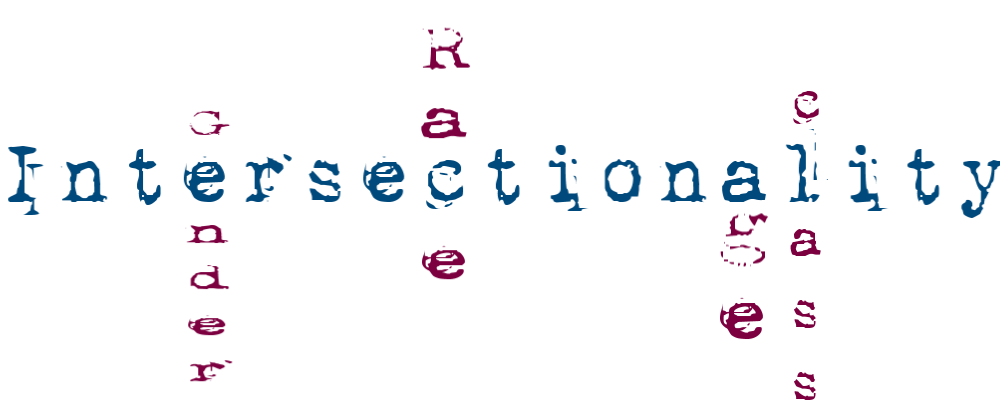 Intersectionality
Gender
Race
age
class